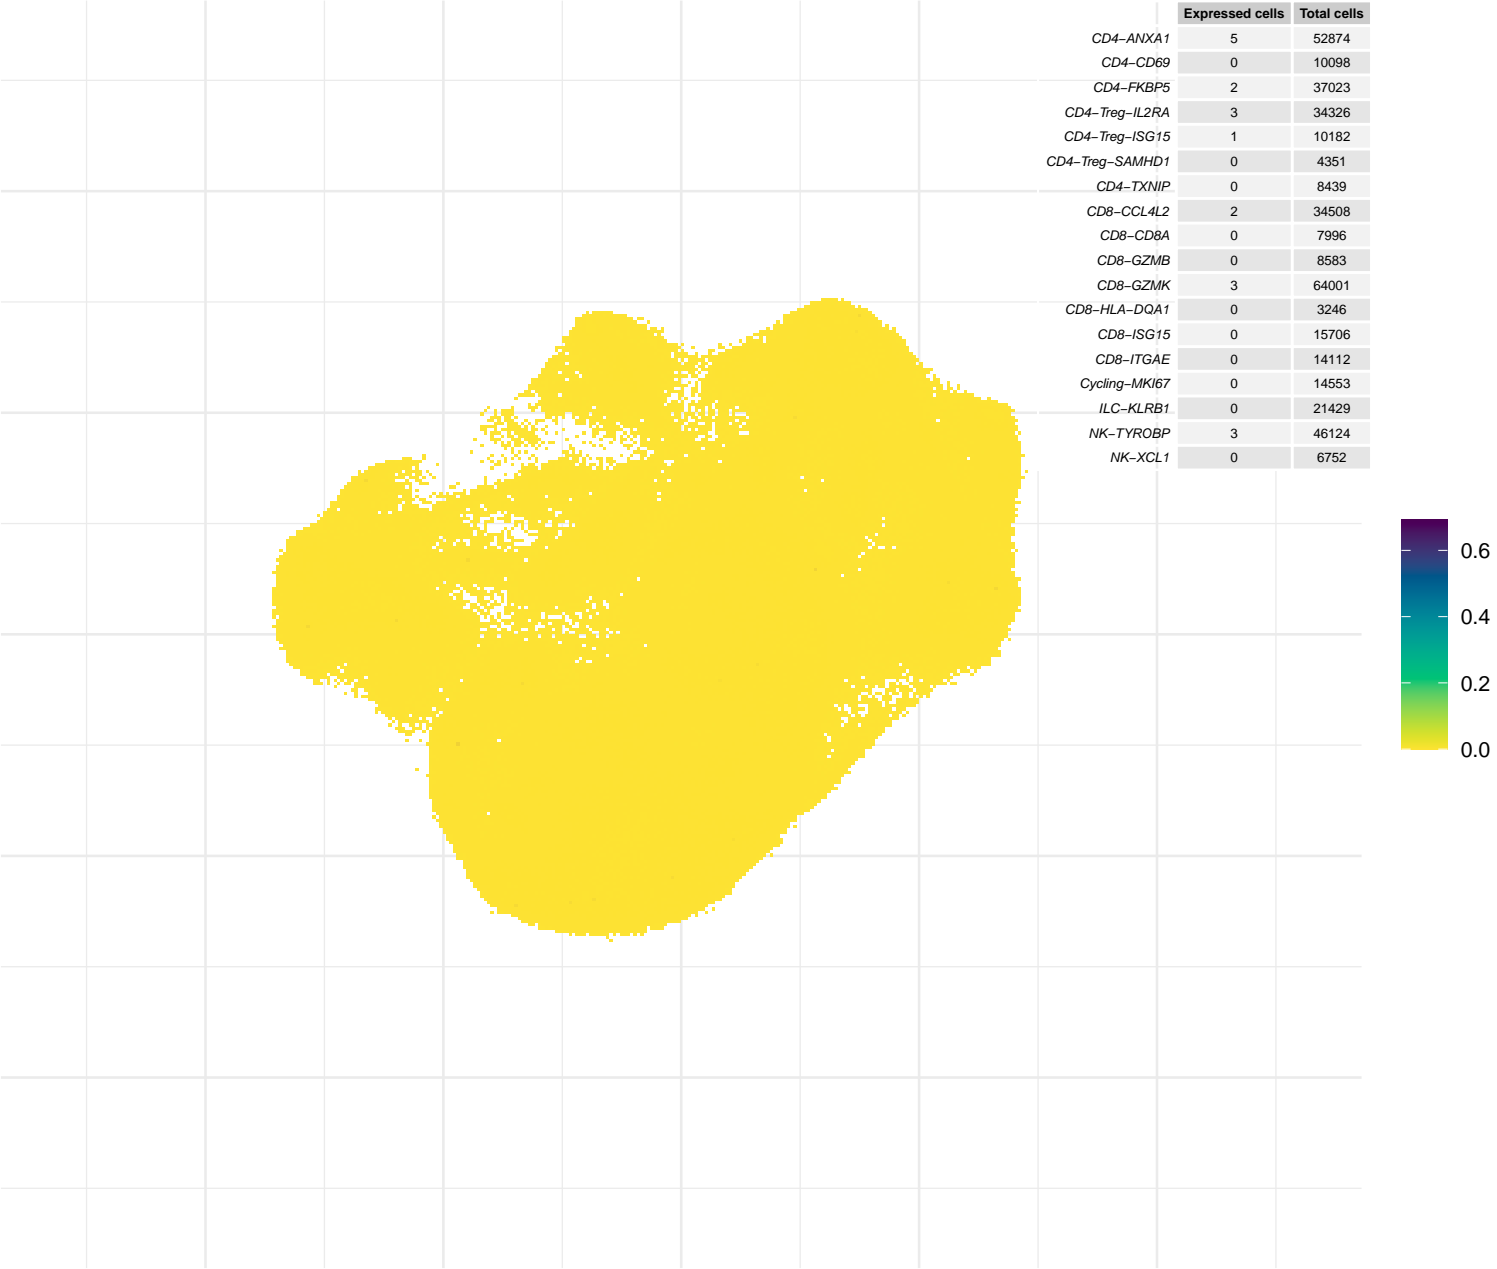 Expressed cells Total cells
CD4−ANXA1 5 52874
CD4−CD69 0 10098
CD4−FKBP5 2 37023
CD4−Treg−IL2RA 3 34326
CD4−Treg−ISG15 1 10182
CD4−Treg−SAMHD1 0 4351
CD4−TXNIP 0 8439
CD8−CCL4L2 2 34508
CD8−CD8A 0 7996
CD8−GZMB 0 8583
CD8−GZMK 3 64001
CD8−HLA−DQA1 0 3246
CD8−ISG15 0 15706
CD8−ITGAE 0 14112
Cycling−MKI67 0 14553
ILC−KLRB1 0 21429
NK−TYROBP 3 46124
NK−XCL1 0 6752
0.6
0.4
0.2
0.0